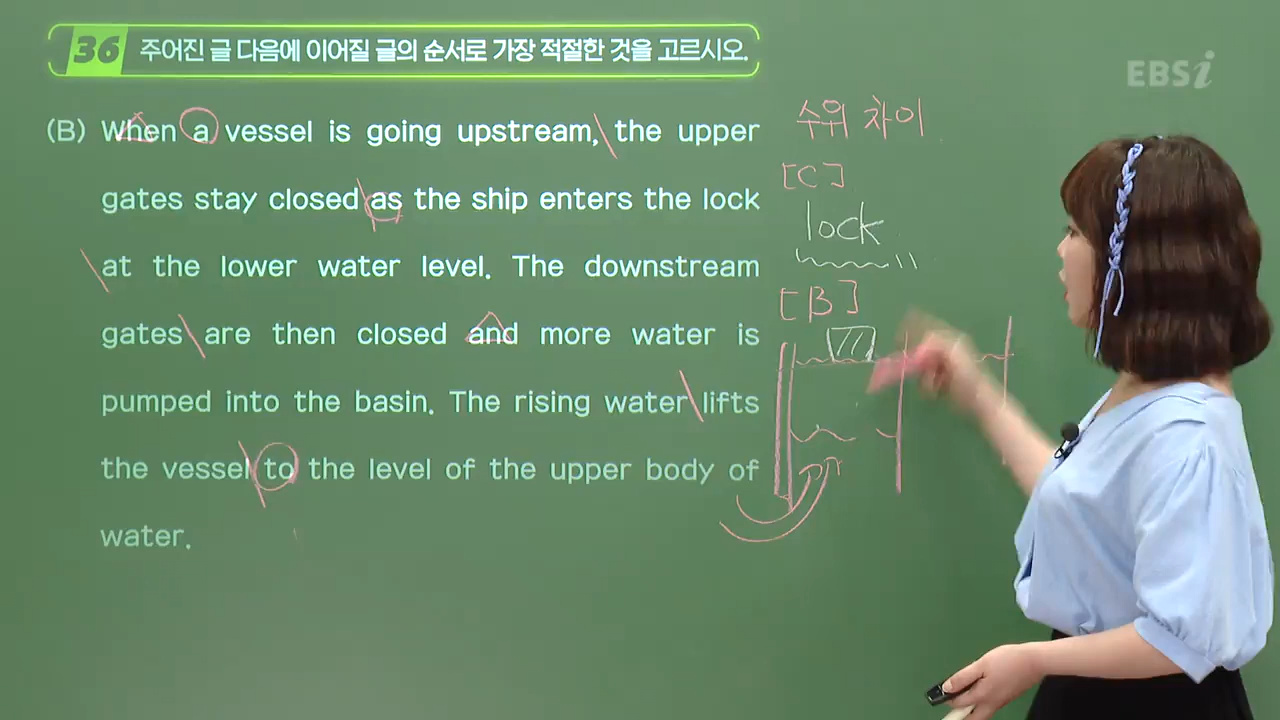 36 주어진 글 다음에 이어질 글의 순서로 가장 적절한 것을 고르시오.
EBSi
(B) When a vessel is going upstream, the upper
gates stay closed as the ship enters the lock
at the lower water level. The downstream
gates are then closed and more water is
pumped into the basin. The rising water lifts
the vessel to the level of the upper body of
water.
수위 차이
[C]
lock
[B]